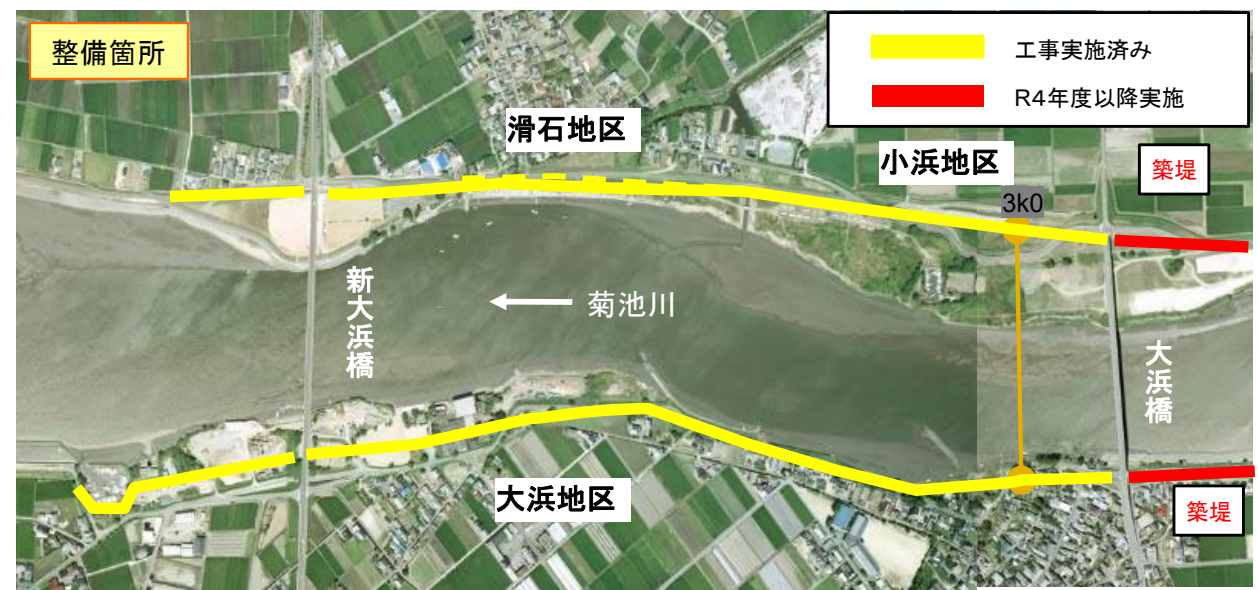 整備箇所
工事実施済み
R4年度以降実施
滑石地区
小浜地区
築堤
3k0
新大浜橋
菊池川
大浜橋
大浜地区
築堤